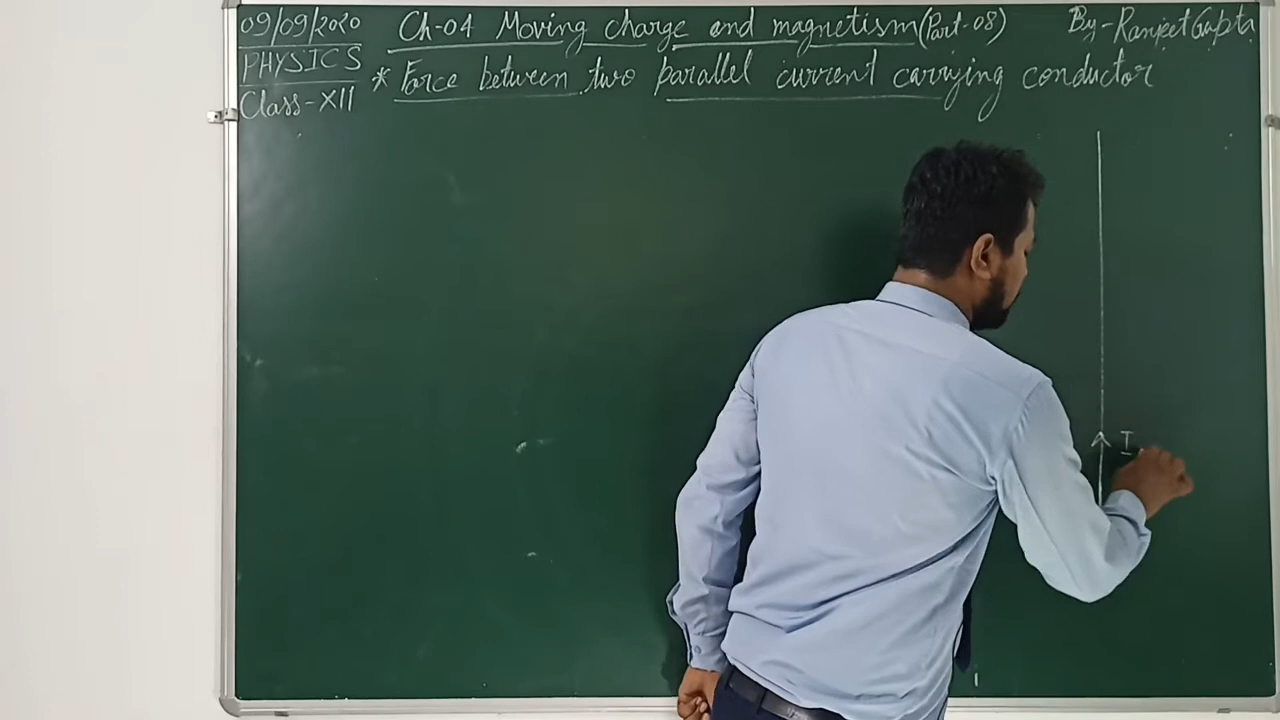 09/09/2020
PHYSICS
Class-XII
Ch-04 Moving charge and magnetism (Part-08)
* Force between two parallel current carrying conductor
By-Ranjeet Gupta
I